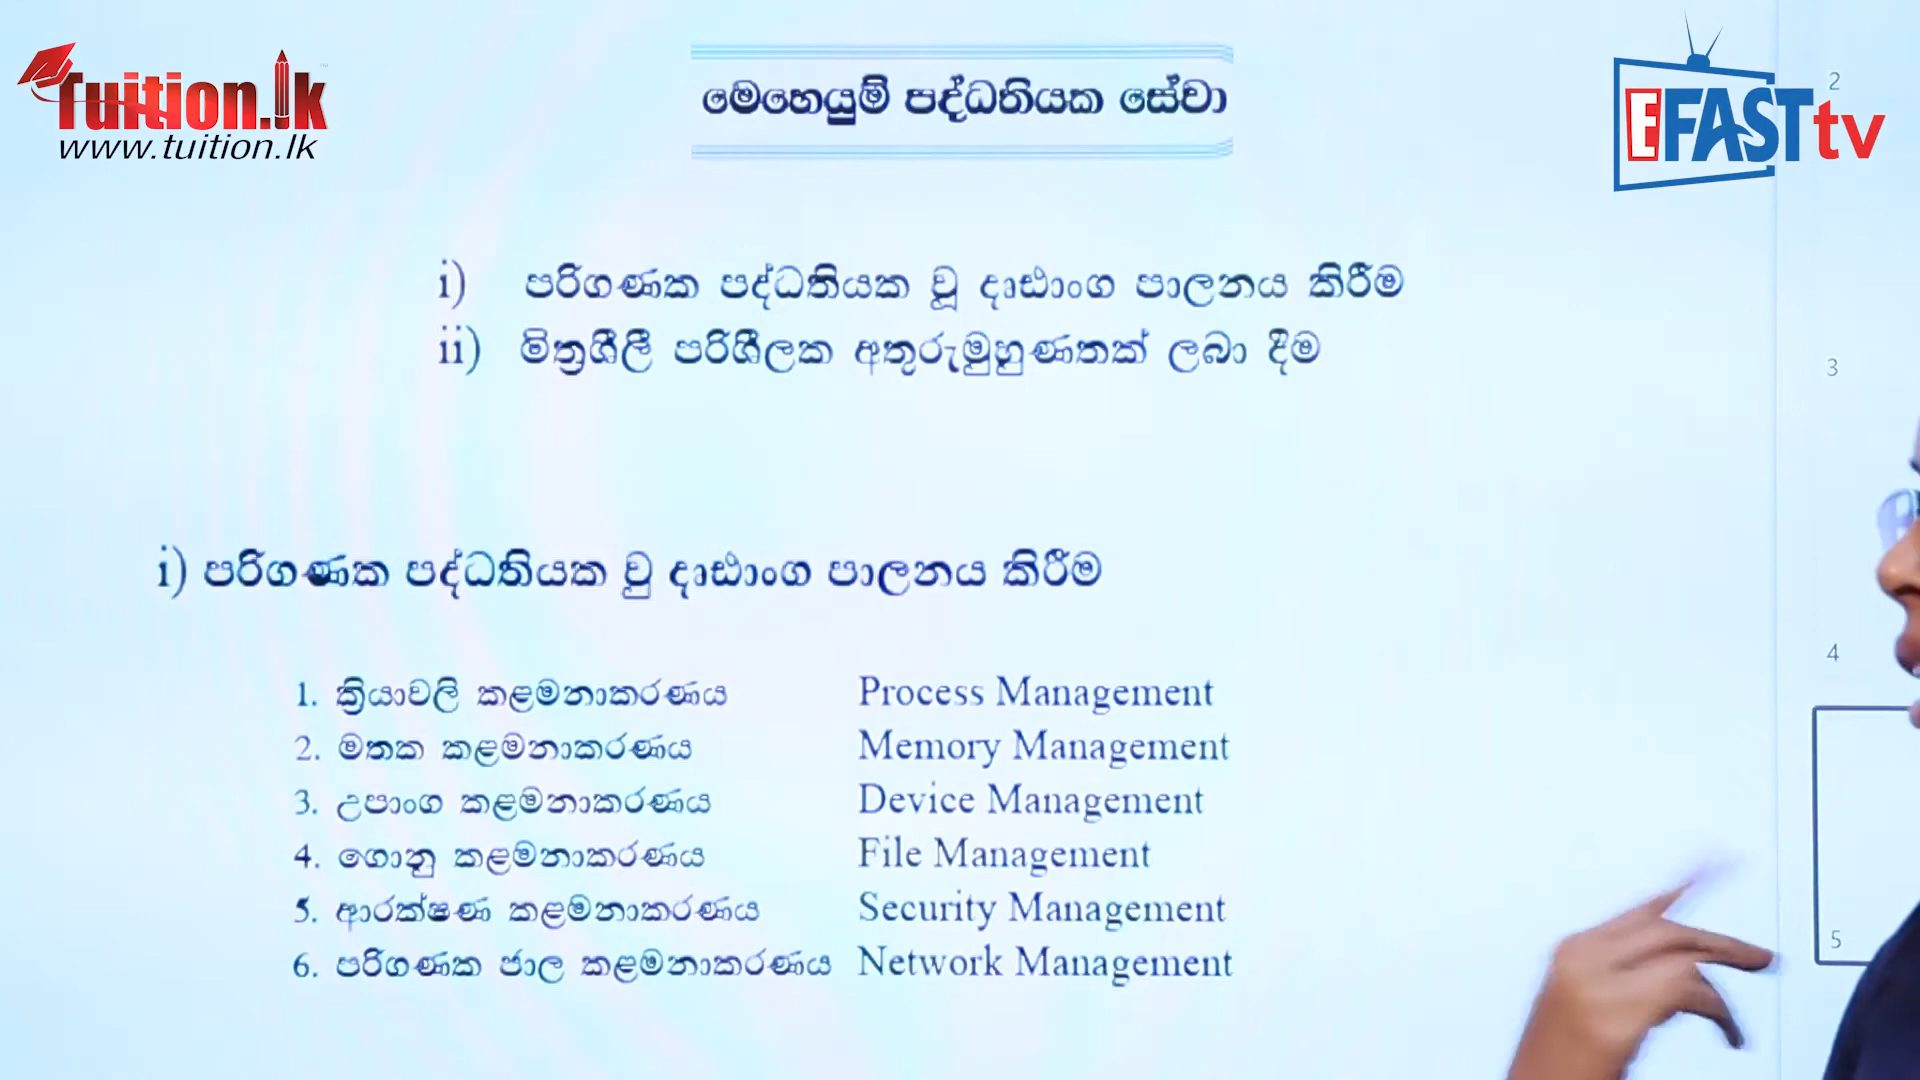 Tuition.lk
www.tuition.lk
EFAST tv
මෙහෙයුම් පද්ධතියක සේවා
i) පරිගණක පද්ධතියක වූ දෘඪාංග පාලනය කිරීම
ii) මිත්‍රශීලී පරිශීලක අතුරුමුහුණතක් ලබා දීම
i) පරිගණක පද්ධතියක වූ දෘඪාංග පාලනය කිරීම
1. ක්‍රියාවලි කළමනාකරණය Process Management
2. මතක කළමනාකරණය Memory Management
3. උපාංග කළමනාකරණය Device Management
4. ගොනු කළමනාකරණය File Management
5. ආරක්ෂණ කළමනාකරණය Security Management
6. පරිගණක ජාල කළමනාකරණය Network Management
2
3
4
5